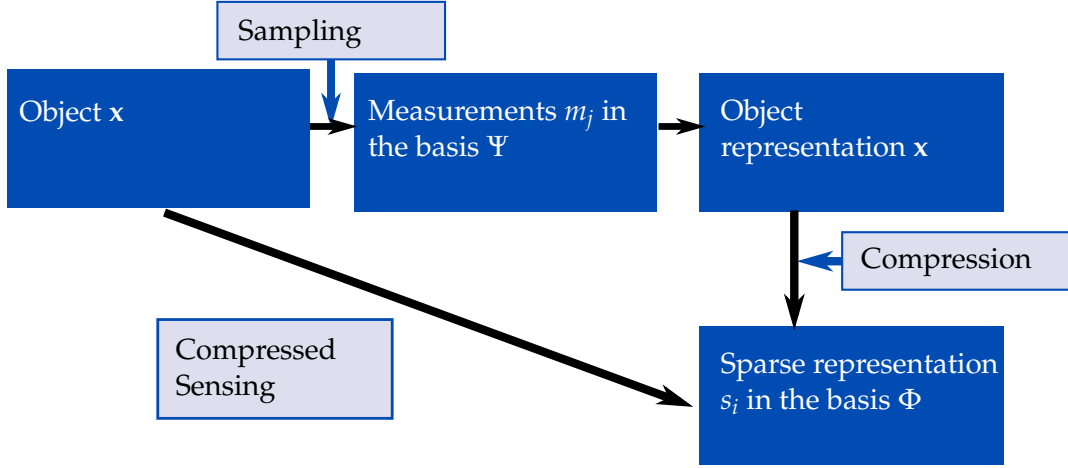 Sampling
Object x
Measurements mⱼ in
the basis Ψ
Object
representation x
Compression
Compressed
Sensing
Sparse representation
sᵢ in the basis Φ